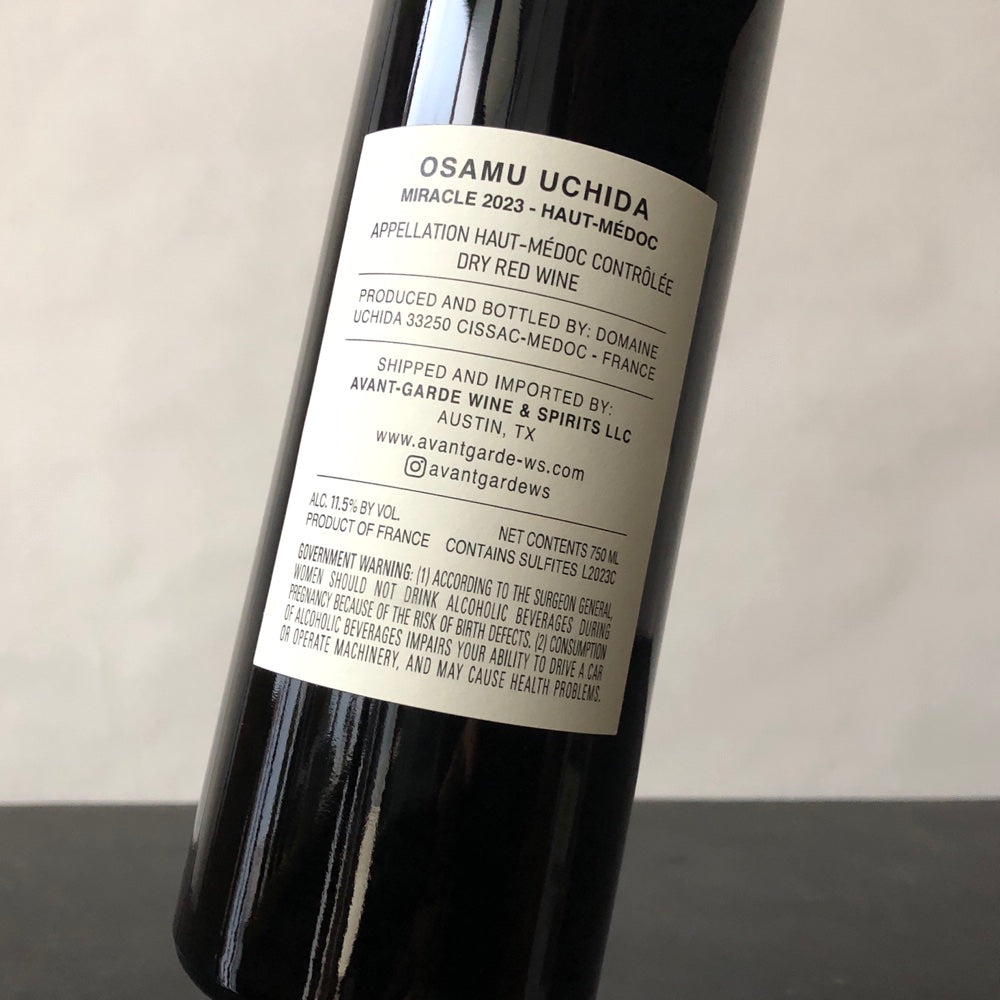 OSAMU UCHIDA
MIRACLE 2023 - HAUT-MÉDOC
APPELLATION HAUT-MÉDOC CONTRÔLÉE
DRY RED WINE
PRODUCED AND BOTTLED BY: DOMAINE
UCHIDA 33250 CISSAC-MEDOC - FRANCE
SHIPPED AND IMPORTED BY:
AVANT-GARDE WINE & SPIRITS LLC
AUSTIN, TX
www.avantgarde-ws.com
avantgardews
ALC. 11.5% BY VOL. NET CONTENTS 750 ML
PRODUCT OF FRANCE CONTAINS SULFITES L2023C
GOVERNMENT WARNING: (1) ACCORDING TO THE SURGEON GENERAL,
WOMEN SHOULD NOT DRINK ALCOHOLIC BEVERAGES DURING
PREGNANCY BECAUSE OF THE RISK OF BIRTH DEFECTS. (2) CONSUMPTION
OF ALCOHOLIC BEVERAGES IMPAIRS YOUR ABILITY TO DRIVE A CAR
OR OPERATE MACHINERY, AND MAY CAUSE HEALTH PROBLEMS.